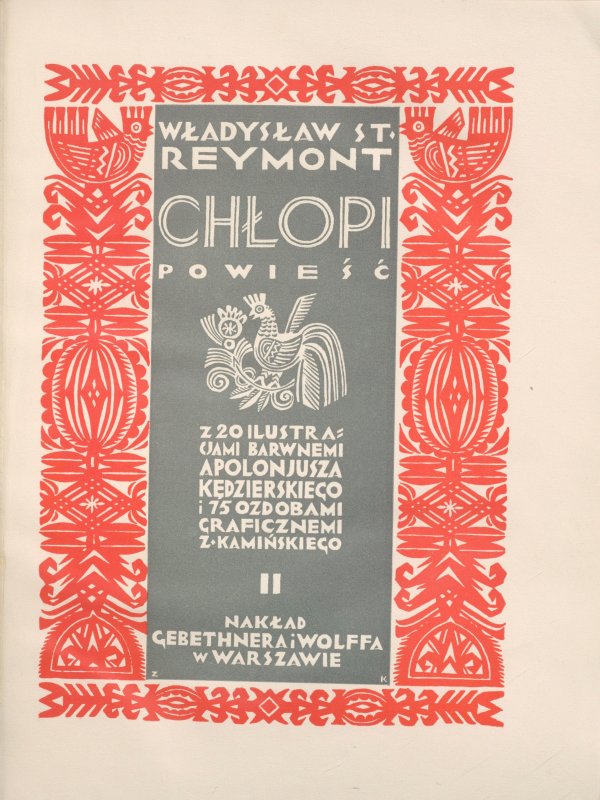 WŁADYSŁAW ST.
REYMONT
CHŁOPI
POWIEŚĆ
Z 20 ILUSTRA=
CJAMI BARWNEMI
APOLONJUSZA
KĘDZIERSKIEGO
i 75 OZDOBAMI
GRAFICZNEMI
Z·KAMIŃSKIEGO
II
NAKŁAD
GEBETHNERA i WOLFFA
W WARSZAWIE
Z K